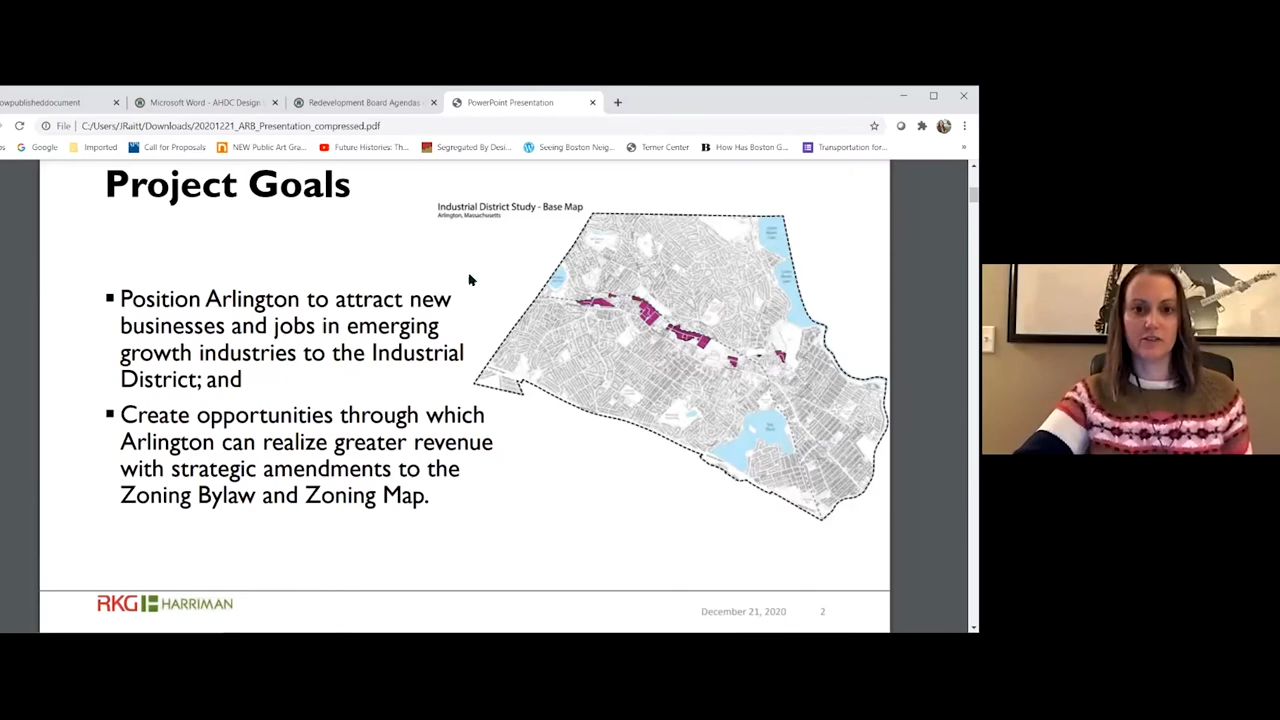 owpublisheddocument
Microsoft Word - AHDC Design
Redevelopment Board Agendas
PowerPoint Presentation
File
C:/Users/JRaitt/Downloads/20201221_ARB_Presentation_compressed.pdf
Google
Imported
Call for Proposals
NEW Public Art Gra...
Future Histories: Th...
Segregated By Desi...
Seeing Boston Neig...
Terner Center
How Has Boston G...
Transportation for...
Project Goals
Industrial District Study - Base Map
Arlington, Massachusetts
▪ Position Arlington to attract new
businesses and jobs in emerging
growth industries to the Industrial
District; and
▪ Create opportunities through which
Arlington can realize greater revenue
with strategic amendments to the
Zoning Bylaw and Zoning Map.
RKG HARRIMAN
December 21, 2020 2